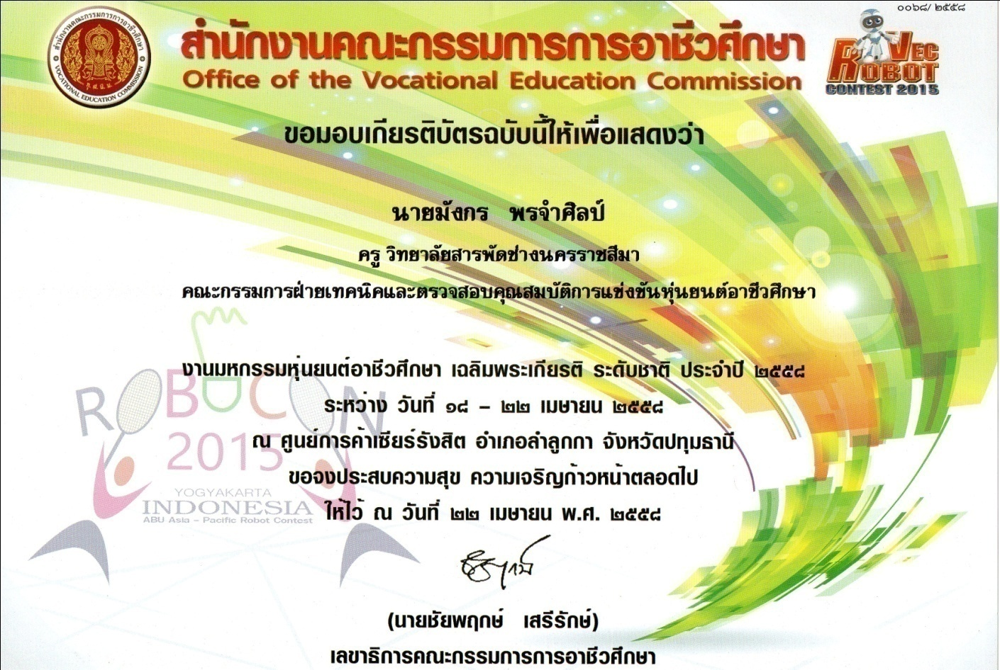 ๐๐๖๘/๒๕๕๘
สำนักงานคณะกรรมการการอาชีวศึกษา
VOCATIONAL EDUCATION COMMISSION
สำนักงานคณะกรรมการการอาชีวศึกษา
Office of the Vocational Education Commission
VEC
ROBOT
CONTEST 2015
ขอมอบเกียรติบัตรฉบับนี้ให้เพื่อแสดงว่า
นายมังกร พรจำศิลป์
ครู วิทยาลัยสารพัดช่างนครราชสีมา
คณะกรรมการฝ่ายเทคนิคและตรวจสอบคุณสมบัติการแข่งขันหุ่นยนต์อาชีวศึกษา
งานมหกรรมหุ่นยนต์อาชีวศึกษา เฉลิมพระเกียรติ ระดับชาติ ประจำปี ๒๕๕๘
ระหว่าง วันที่ ๑๘ – ๒๒ เมษายน ๒๕๕๘
ณ ศูนย์การค้าเซียร์รังสิต อำเภอลำลูกกา จังหวัดปทุมธานี
ขอจงประสบความสุข ความเจริญก้าวหน้าตลอดไป
ให้ไว้ ณ วันที่ ๒๒ เมษายน พ.ศ. ๒๕๕๘
ROBOCON
2015
YOGYAKARTA
INDONESIA
ABU Asia – Pacific Robot Contest
(นายชัยพฤกษ์ เสรีรักษ์)
เลขาธิการคณะกรรมการการอาชีวศึกษา